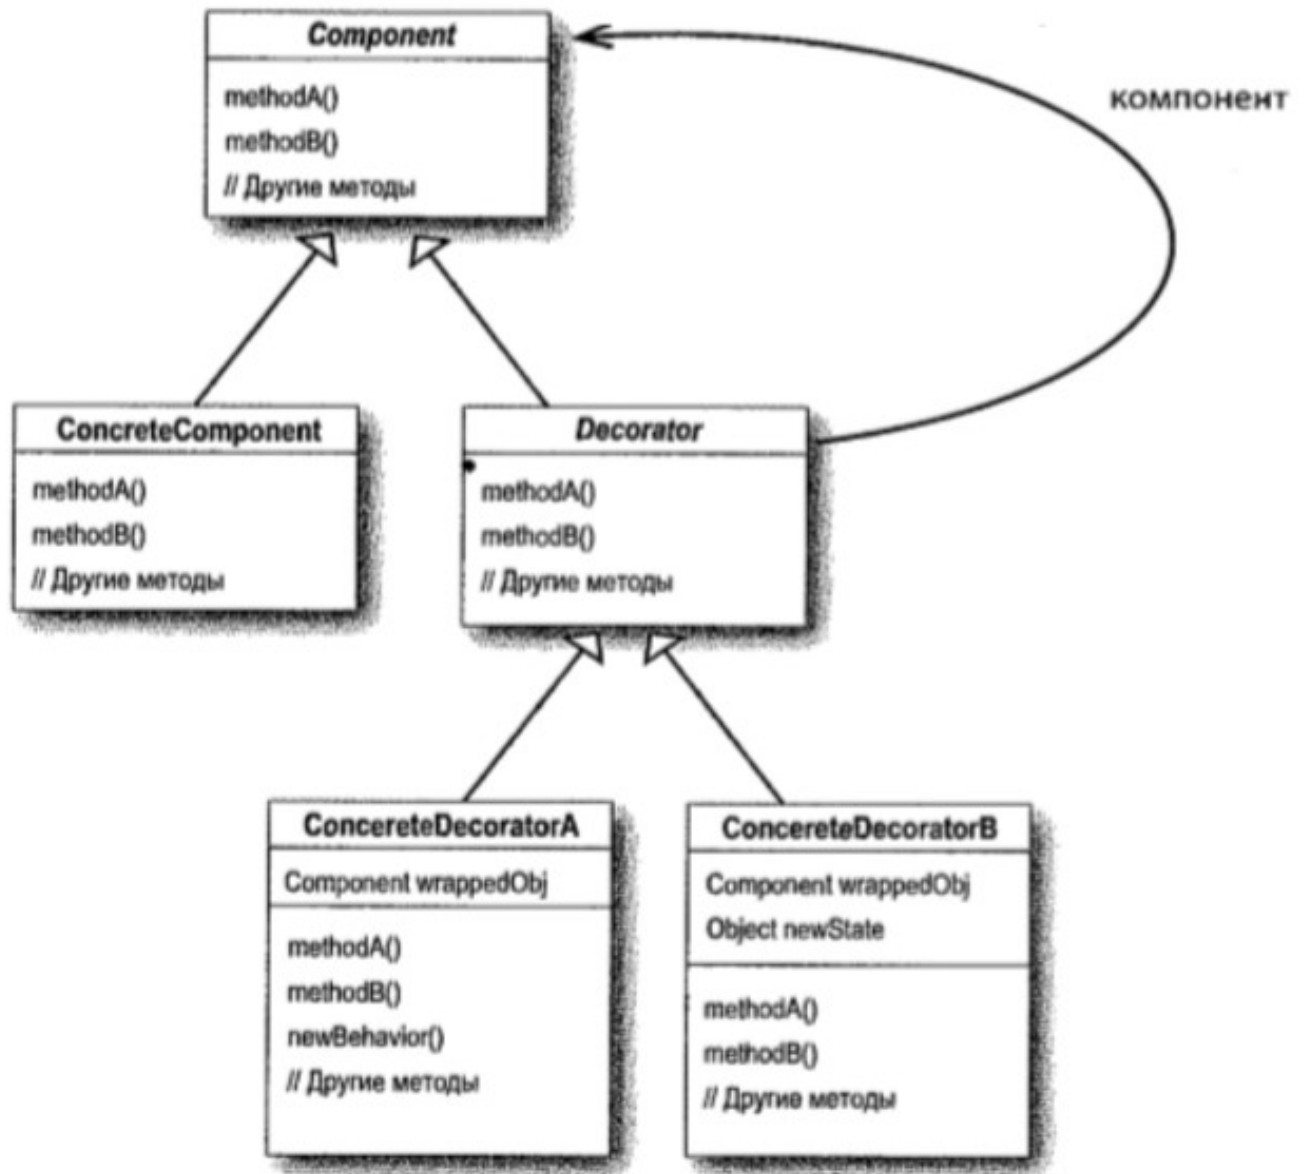 Component
methodA()
methodB()
// Другие методы
компонент
ConcreteComponent
methodA()
methodB()
// Другие методы
Decorator
methodA()
methodB()
// Другие методы
ConcereteDecoratorA
Component wrappedObj
methodA()
methodB()
newBehavior()
// Другие методы
ConcereteDecoratorB
Component wrappedObj
Object newState
methodA()
methodB()
// Другие методы